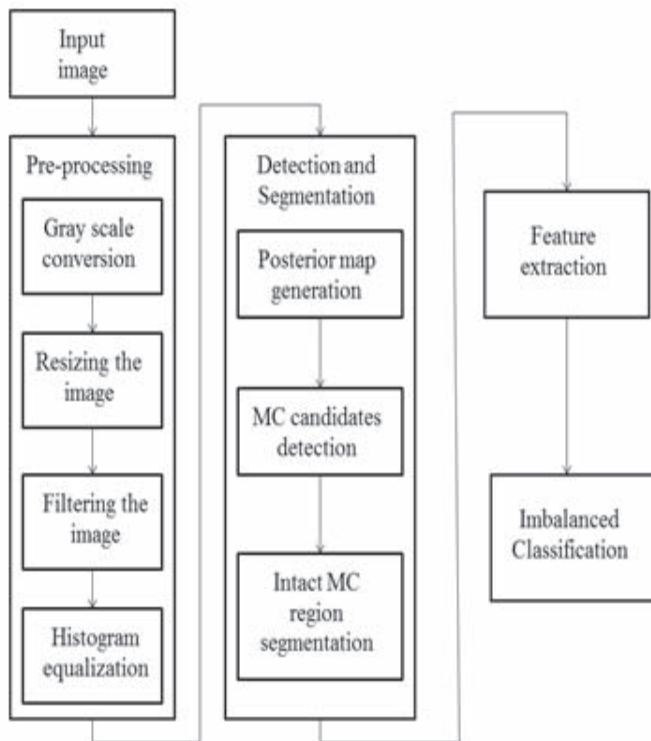 Input
image
Pre-processing
Gray scale
conversion
Resizing the
image
Filtering the
image
Histogram
equalization
Detection and
Segmentation
Posterior map
generation
MC candidates
detection
Intact MC
region
segmentation
Feature
extraction
Imbalanced
Classification